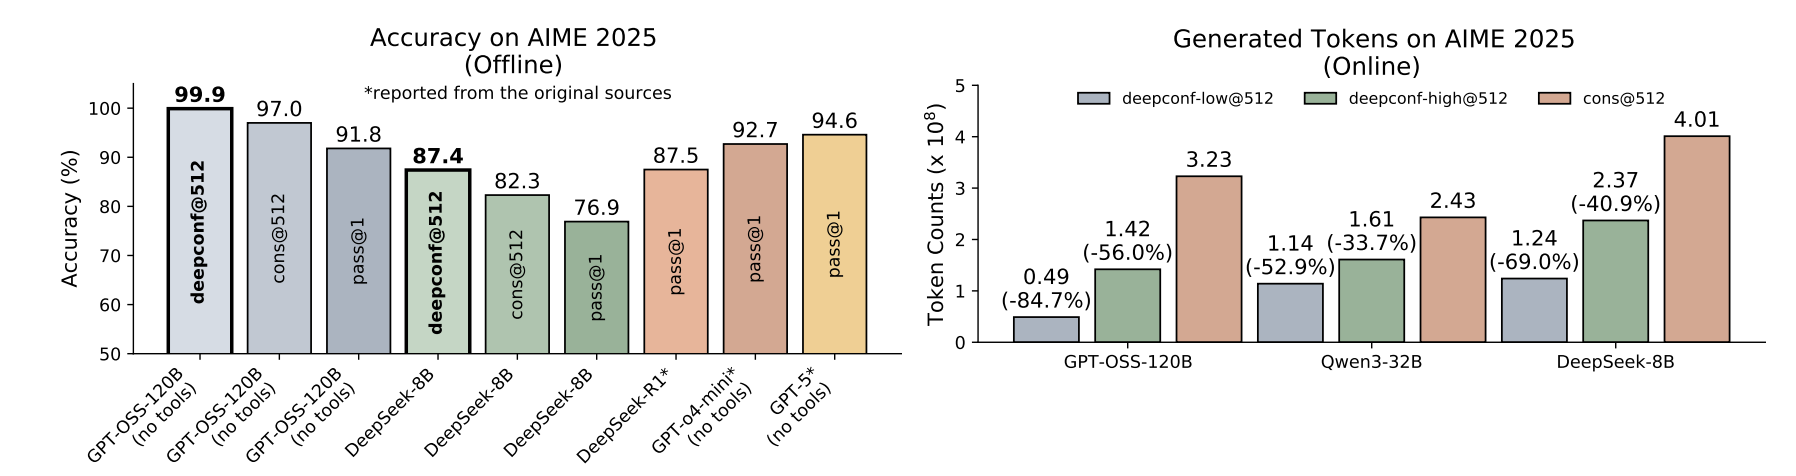 Accuracy on AIME 2025
(Offline)
*reported from the original sources
Accuracy (%)
100
90
80
70
60
50
99.9
97.0
91.8
87.4
82.3
76.9
87.5
92.7
94.6
deepconf@512
cons@512
pass@1
deepconf@512
cons@512
pass@1
pass@1
pass@1
pass@1
GPT-OSS-120B
(no tools)
GPT-OSS-120B
(no tools)
GPT-OSS-120B
(no tools)
DeepSeek-8B
DeepSeek-8B
DeepSeek-8B
DeepSeek-R1*
GPT-o4-mini*
(no tools)
GPT-5*
(no tools)
Generated Tokens on AIME 2025
(Online)
deepconf-low@512
deepconf-high@512
cons@512
Token Counts (x 10⁸)
5
4
3
2
1
0
0.49
(-84.7%)
1.42
(-56.0%)
3.23
1.14
(-52.9%)
1.61
(-33.7%)
2.43
1.24
(-69.0%)
2.37
(-40.9%)
4.01
GPT-OSS-120B
Qwen3-32B
DeepSeek-8B